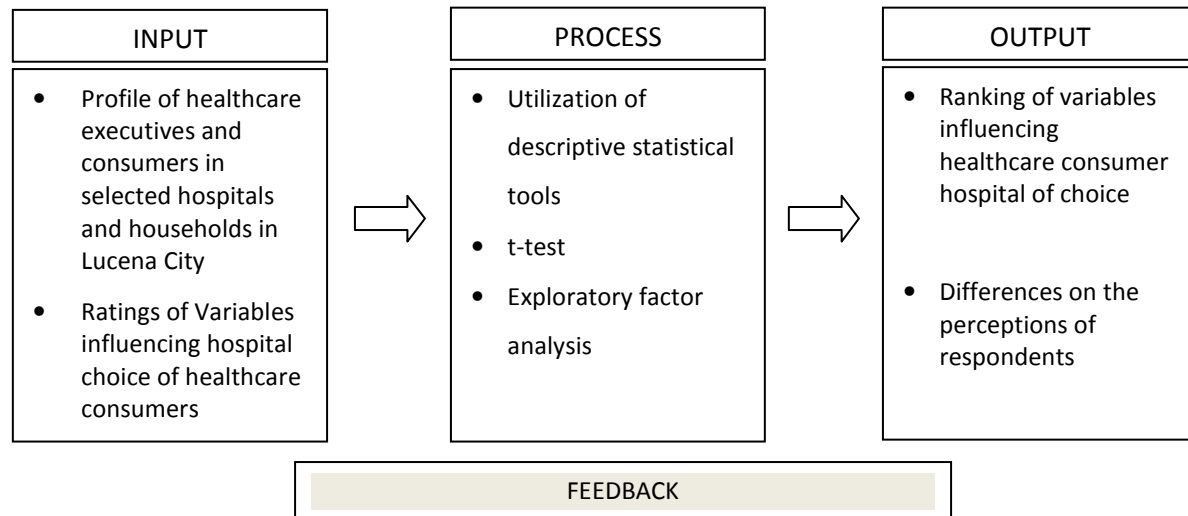 INPUT
• Profile of healthcare
executives and
consumers in
selected hospitals
and households in
Lucena City
• Ratings of Variables
influencing hospital
choice of healthcare
consumers
PROCESS
• Utilization of
descriptive statistical
tools
• t-test
• Exploratory factor
analysis
OUTPUT
• Ranking of variables
influencing
healthcare consumer
hospital of choice
• Differences on the
perceptions of
respondents
FEEDBACK